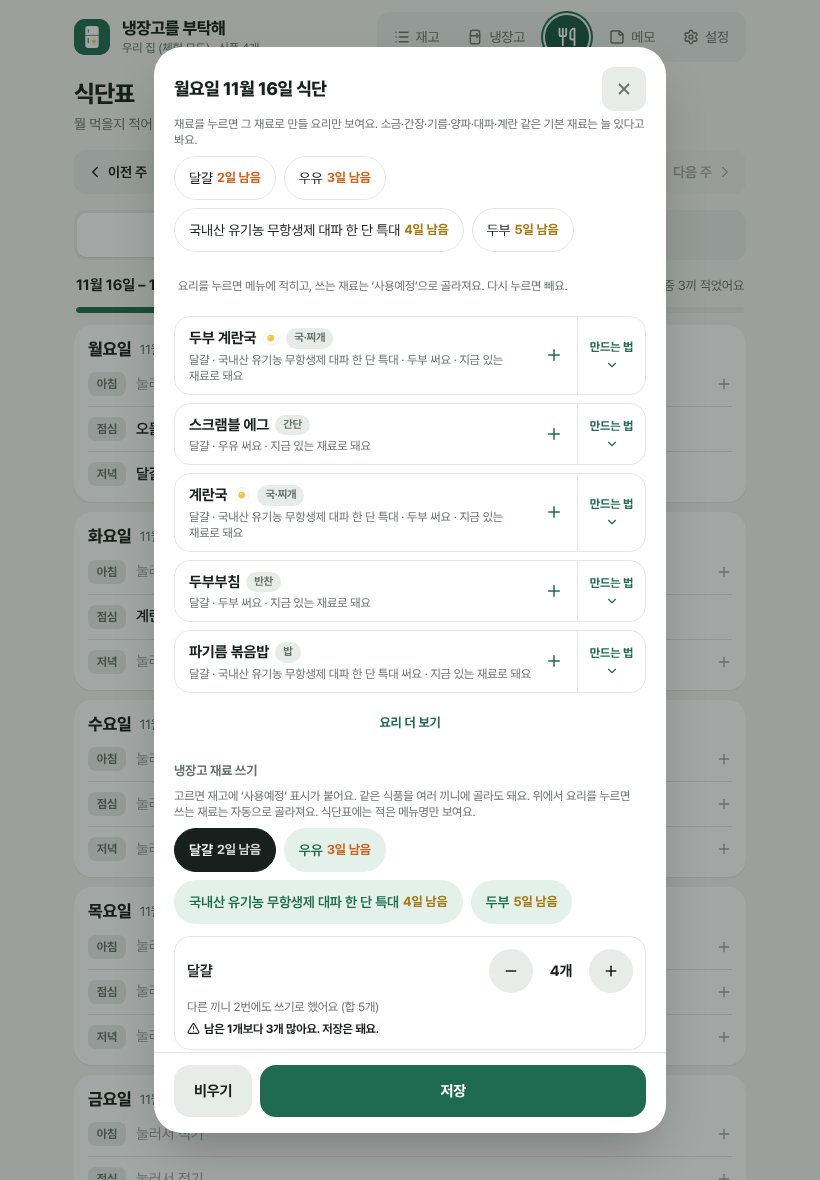 냉장고를 부탁해
재고
냉장고
메모
설정
식단표
뭘 먹을지 적어
이전 주
다음 주
11월 16일 – 1
중 3끼 적었어요
월요일 11월 16일 식단
재료를 누르면 그 재료로 만들 요리만 보여요. 소금·간장·기름·양파·대파·계란 같은 기본 재료는 늘 있다고
봐요.
달걀 2일 남음
우유 3일 남음
국내산 유기농 무항생제 대파 한 단 특대 4일 남음
두부 5일 남음
요리를 누르면 메뉴에 적히고, 쓰는 재료는 ‘사용예정’으로 골라져요. 다시 누르면 빼요.
두부 계란국 국·찌개
달걀 · 국내산 유기농 무항생제 대파 한 단 특대 · 두부 써요 · 지금 있는
재료로 돼요
만드는 법
스크램블 에그 간단
달걀 · 우유 써요 · 지금 있는 재료로 돼요
만드는 법
계란국 국·찌개
달걀 · 국내산 유기농 무항생제 대파 한 단 특대 · 두부 써요 · 지금 있는
재료로 돼요
만드는 법
두부부침 반찬
달걀 · 두부 써요 · 지금 있는 재료로 돼요
만드는 법
파기름 볶음밥 밥
달걀 · 국내산 유기농 무항생제 대파 한 단 특대 써요 · 지금 있는 재료로 돼요
만드는 법
요리 더 보기
냉장고 재료 쓰기
고르면 재고에 ‘사용예정’ 표시가 붙어요. 같은 식품을 여러 끼니에 골라도 돼요. 위에서 요리를 누르면
쓰는 재료는 자동으로 골라져요. 식단표에는 적은 메뉴명만 보여요.
달걀 2일 남음
우유 3일 남음
국내산 유기농 무항생제 대파 한 단 특대 4일 남음
두부 5일 남음
달걀
4개
다른 끼니 2번에도 쓰기로 했어요 (합 5개)
남은 1개보다 3개 많아요. 저장은 돼요.
비우기
저장
월요일
아침
점심
저녁
화요일
아침
점심
저녁
수요일
아침
점심
저녁
목요일
아침
점심
저녁
금요일
아침
점심